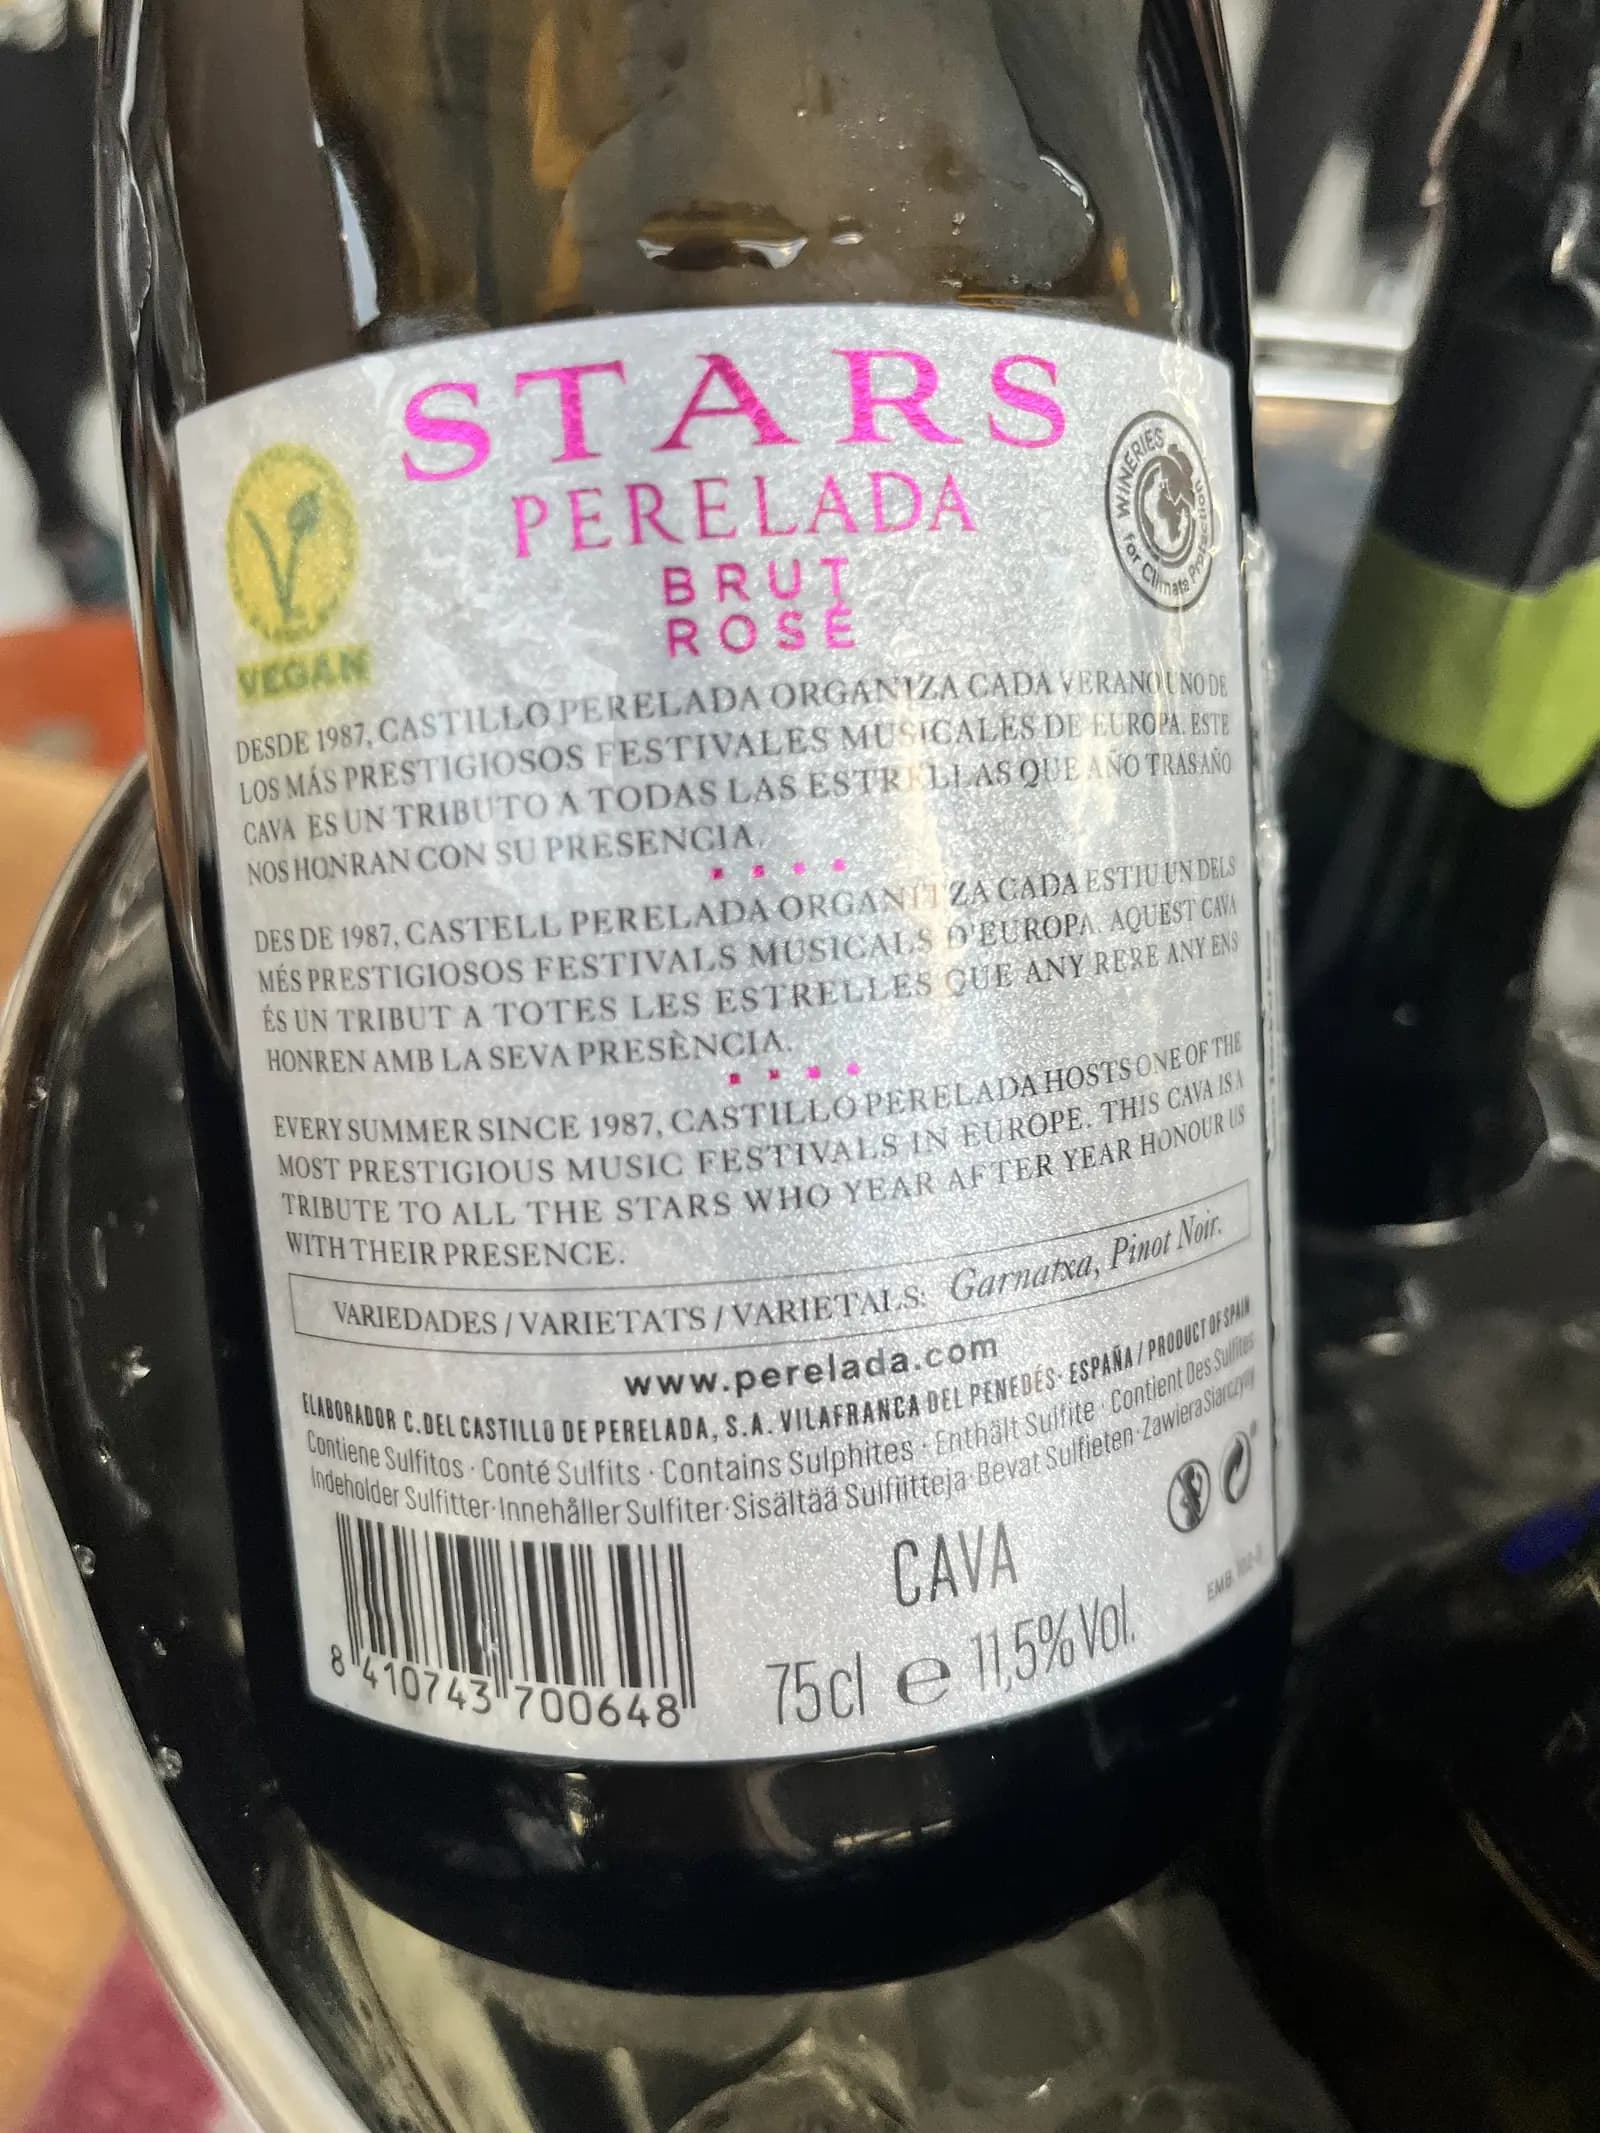 STARS
PERELADA
BRUT
ROSÉ
VEGAN
WINERIES
for Climate Protection
DESDE 1987, CASTILLO PERELADA ORGANIZA CADA VERANO UNO DE
LOS MÁS PRESTIGIOSOS FESTIVALES MUSICALES DE EUROPA. ESTE
CAVA ES UN TRIBUTO A TODAS LAS ESTRELLAS QUE AÑO TRAS AÑO
NOS HONRAN CON SU PRESENCIA.
DES DE 1987, CASTELL PERELADA ORGANITZA CADA ESTIU UN DELS
MÉS PRESTIGIOSOS FESTIVALS MUSICALS D'EUROPA. AQUEST CAVA
ÉS UN TRIBUT A TOTES LES ESTRELLES QUE ANY RERE ANY ENS
HONREN AMB LA SEVA PRESÈNCIA.
EVERY SUMMER SINCE 1987, CASTILLO PERELADA HOSTS ONE OF THE
MOST PRESTIGIOUS MUSIC FESTIVALS IN EUROPE. THIS CAVA IS A
TRIBUTE TO ALL THE STARS WHO YEAR AFTER YEAR HONOUR US
WITH THEIR PRESENCE.
VARIEDADES / VARIETATS / VARIETALS: Garnatxa, Pinot Noir.
www.perelada.com
ELABORADOR C. DEL CASTILLO DE PERELADA, S.A. VILAFRANCA DEL PENEDÉS · ESPAÑA / PRODUCT OF SPAIN
Contiene Sulfitos · Conté Sulfits · Contains Sulphites · Enthält Sulfite · Contient Des Sulfites
Indeholder Sulfitter · Innehåller Sulfiter · Sisältää Sulfiitteja · Bevat Sulfieten · Zawiera Siarczyny
CAVA
75cl e 11,5% Vol.
8 410743 700648
EMB.